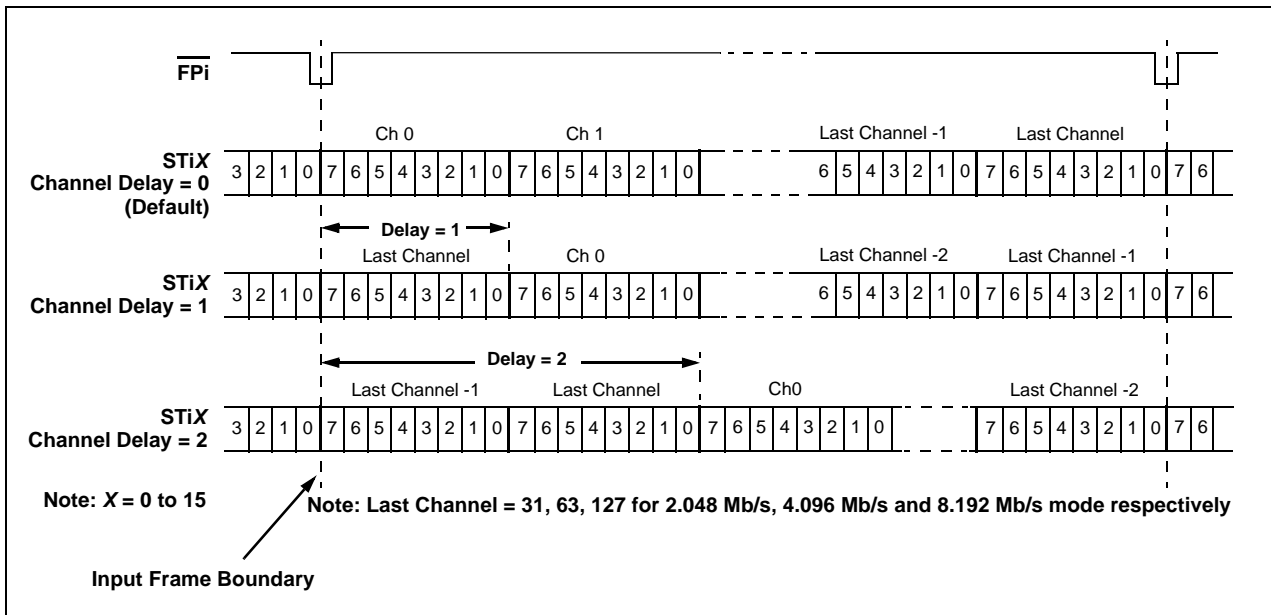 FPi
Ch 0 Ch 1 Last Channel -1 Last Channel
STiX
Channel Delay = 0
(Default)
3 2 1 0 7 6 5 4 3 2 1 0 7 6 5 4 3 2 1 0 6 5 4 3 2 1 0 7 6 5 4 3 2 1 0 7 6
Delay = 1
Last Channel Ch 0 Last Channel -2 Last Channel -1
STiX
Channel Delay = 1
3 2 1 0 7 6 5 4 3 2 1 0 7 6 5 4 3 2 1 0 6 5 4 3 2 1 0 7 6 5 4 3 2 1 0 7 6
Delay = 2
Last Channel -1 Last Channel Ch0 Last Channel -2
STiX
Channel Delay = 2
3 2 1 0 7 6 5 4 3 2 1 0 7 6 5 4 3 2 1 0 7 6 5 4 3 2 1 0 7 6 5 4 3 2 1 0 7 6
Note: X = 0 to 15
Note: Last Channel = 31, 63, 127 for 2.048 Mb/s, 4.096 Mb/s and 8.192 Mb/s mode respectively
Input Frame Boundary